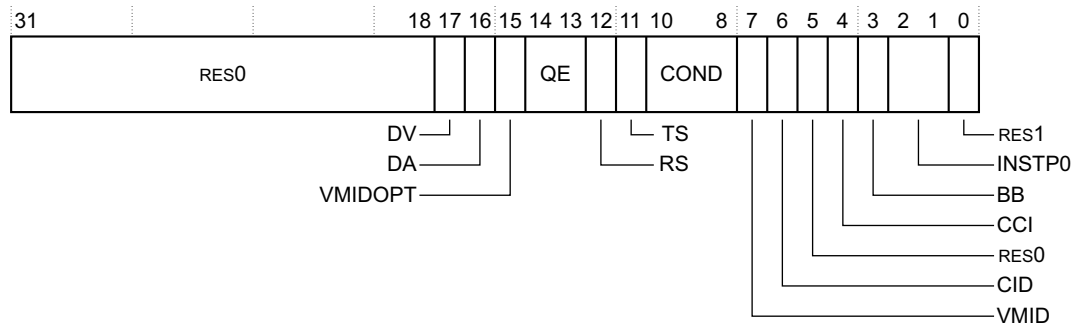 31 18 17 16 15 14 13 12 11 10 8 7 6 5 4 3 2 1 0
RES0 QE COND
DV TS RES1
DA RS INSTP0
VMIDOPT BB
CCI
RES0
CID
VMID